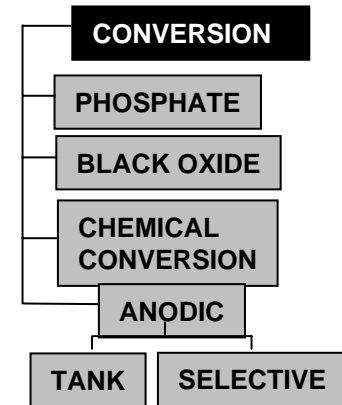 CONVERSION
PHOSPHATE
BLACK OXIDE
CHEMICAL
CONVERSION
ANODIC
TANK
SELECTIVE